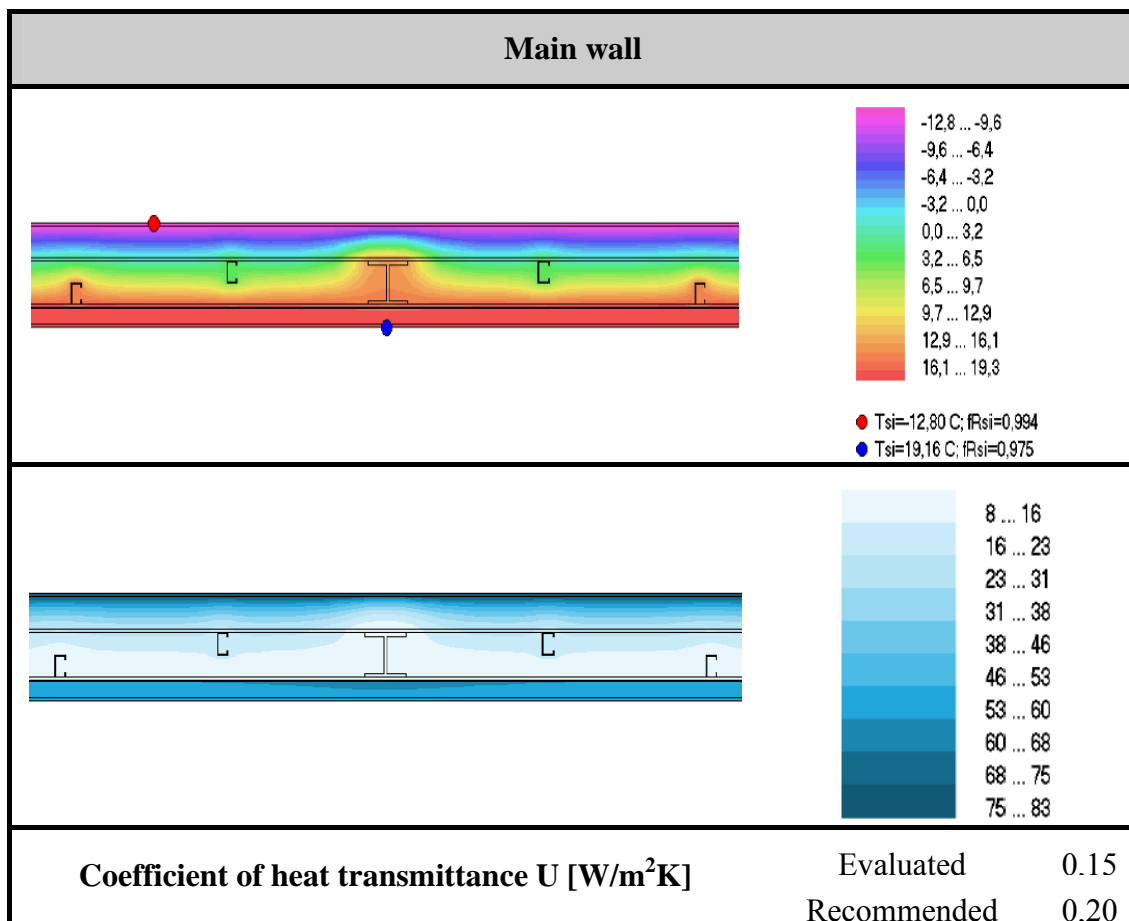 Main wall
-12,8 ... -9,6
-9,6 ... -6,4
-6,4 ... -3,2
-3,2 ... 0,0
0,0 ... 3,2
3,2 ... 6,5
6,5 ... 9,7
9,7 ... 12,9
12,9 ... 16,1
16,1 ... 19,3
Tsi=-12,80 C; fRsi=0,994
Tsi=19,16 C; fRsi=0,975
8 ... 16
16 ... 23
23 ... 31
31 ... 38
38 ... 46
46 ... 53
53 ... 60
60 ... 68
68 ... 75
75 ... 83
Coefficient of heat transmittance U [W/m²K]
Evaluated 0.15
Recommended 0,20